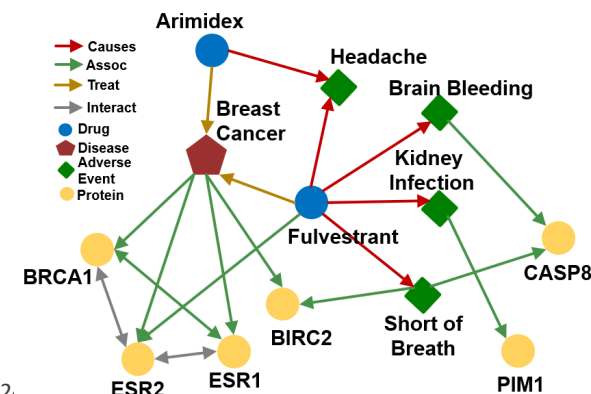 Arimidex
Causes
Assoc
Treat
Interact
Drug
Disease
Adverse
Event
Protein
Headache
Brain Bleeding
Breast
Cancer
Kidney
Infection
Fulvestrant
BRCA1
CASP8
BIRC2
Short of
Breath
ESR2
ESR1
PIM1
2